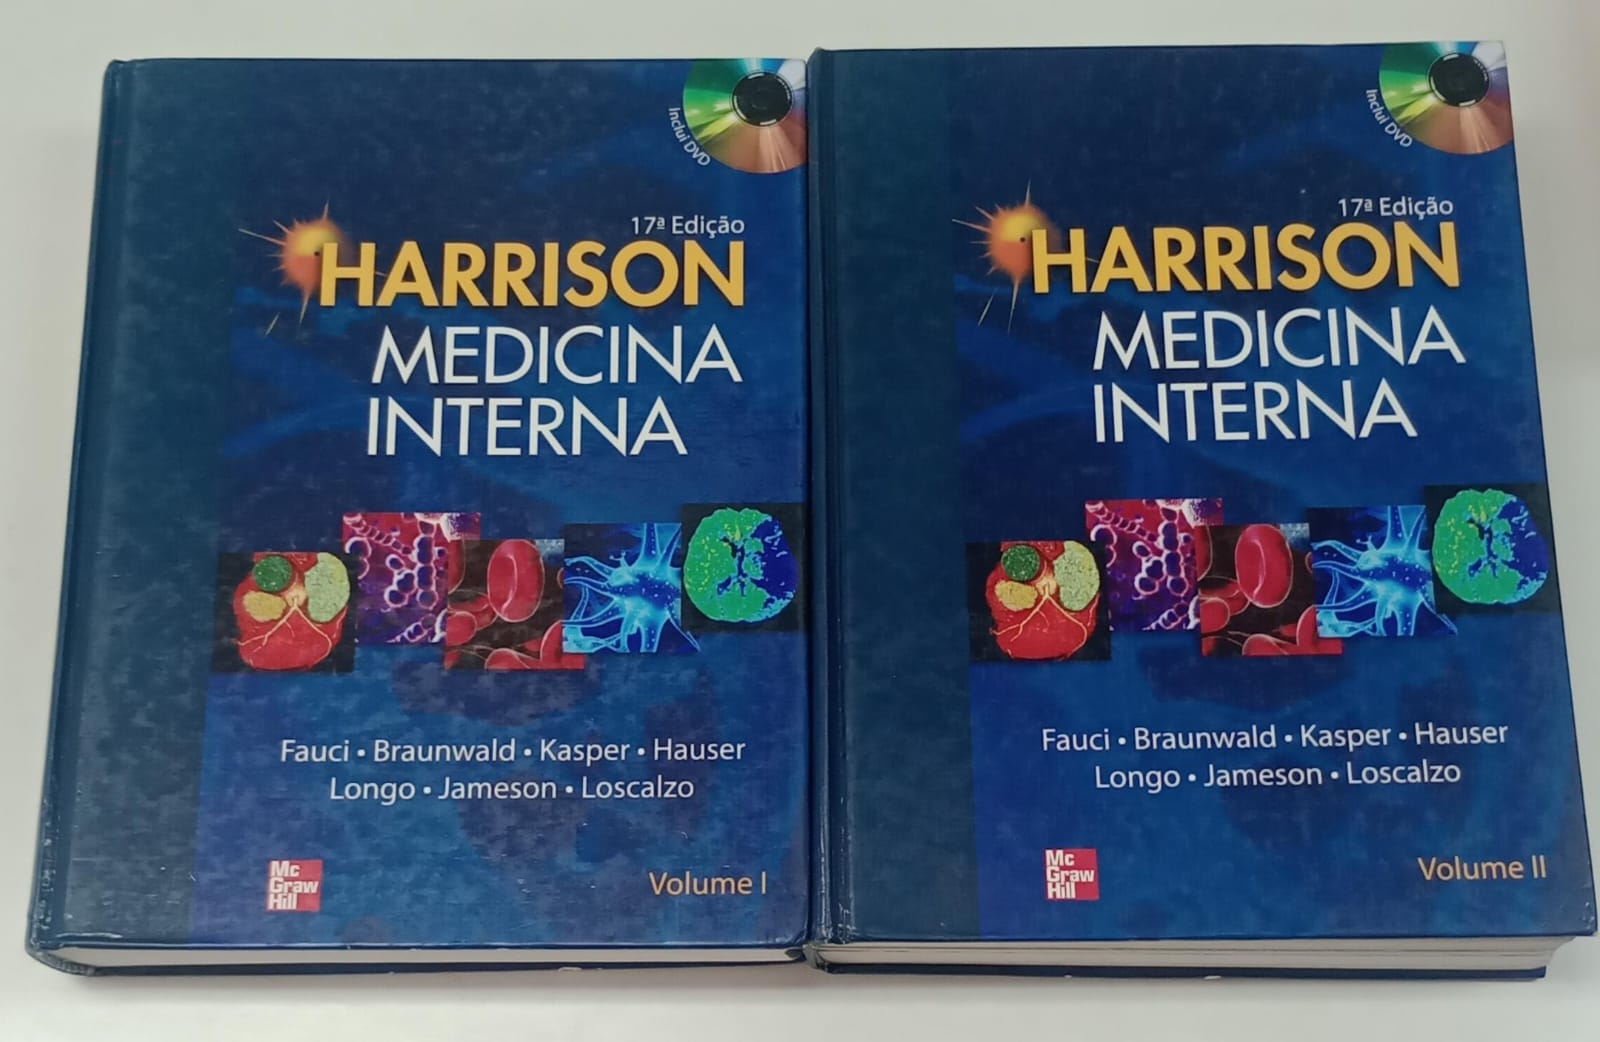 Inclui DVD
17ª Edição
HARRISON
MEDICINA
INTERNA
Fauci • Braunwald • Kasper • Hauser
Longo • Jameson • Loscalzo
Mc
Graw
Hill
Volume I
Inclui DVD
17ª Edição
HARRISON
MEDICINA
INTERNA
Fauci • Braunwald • Kasper • Hauser
Longo • Jameson • Loscalzo
Mc
Graw
Hill
Volume II